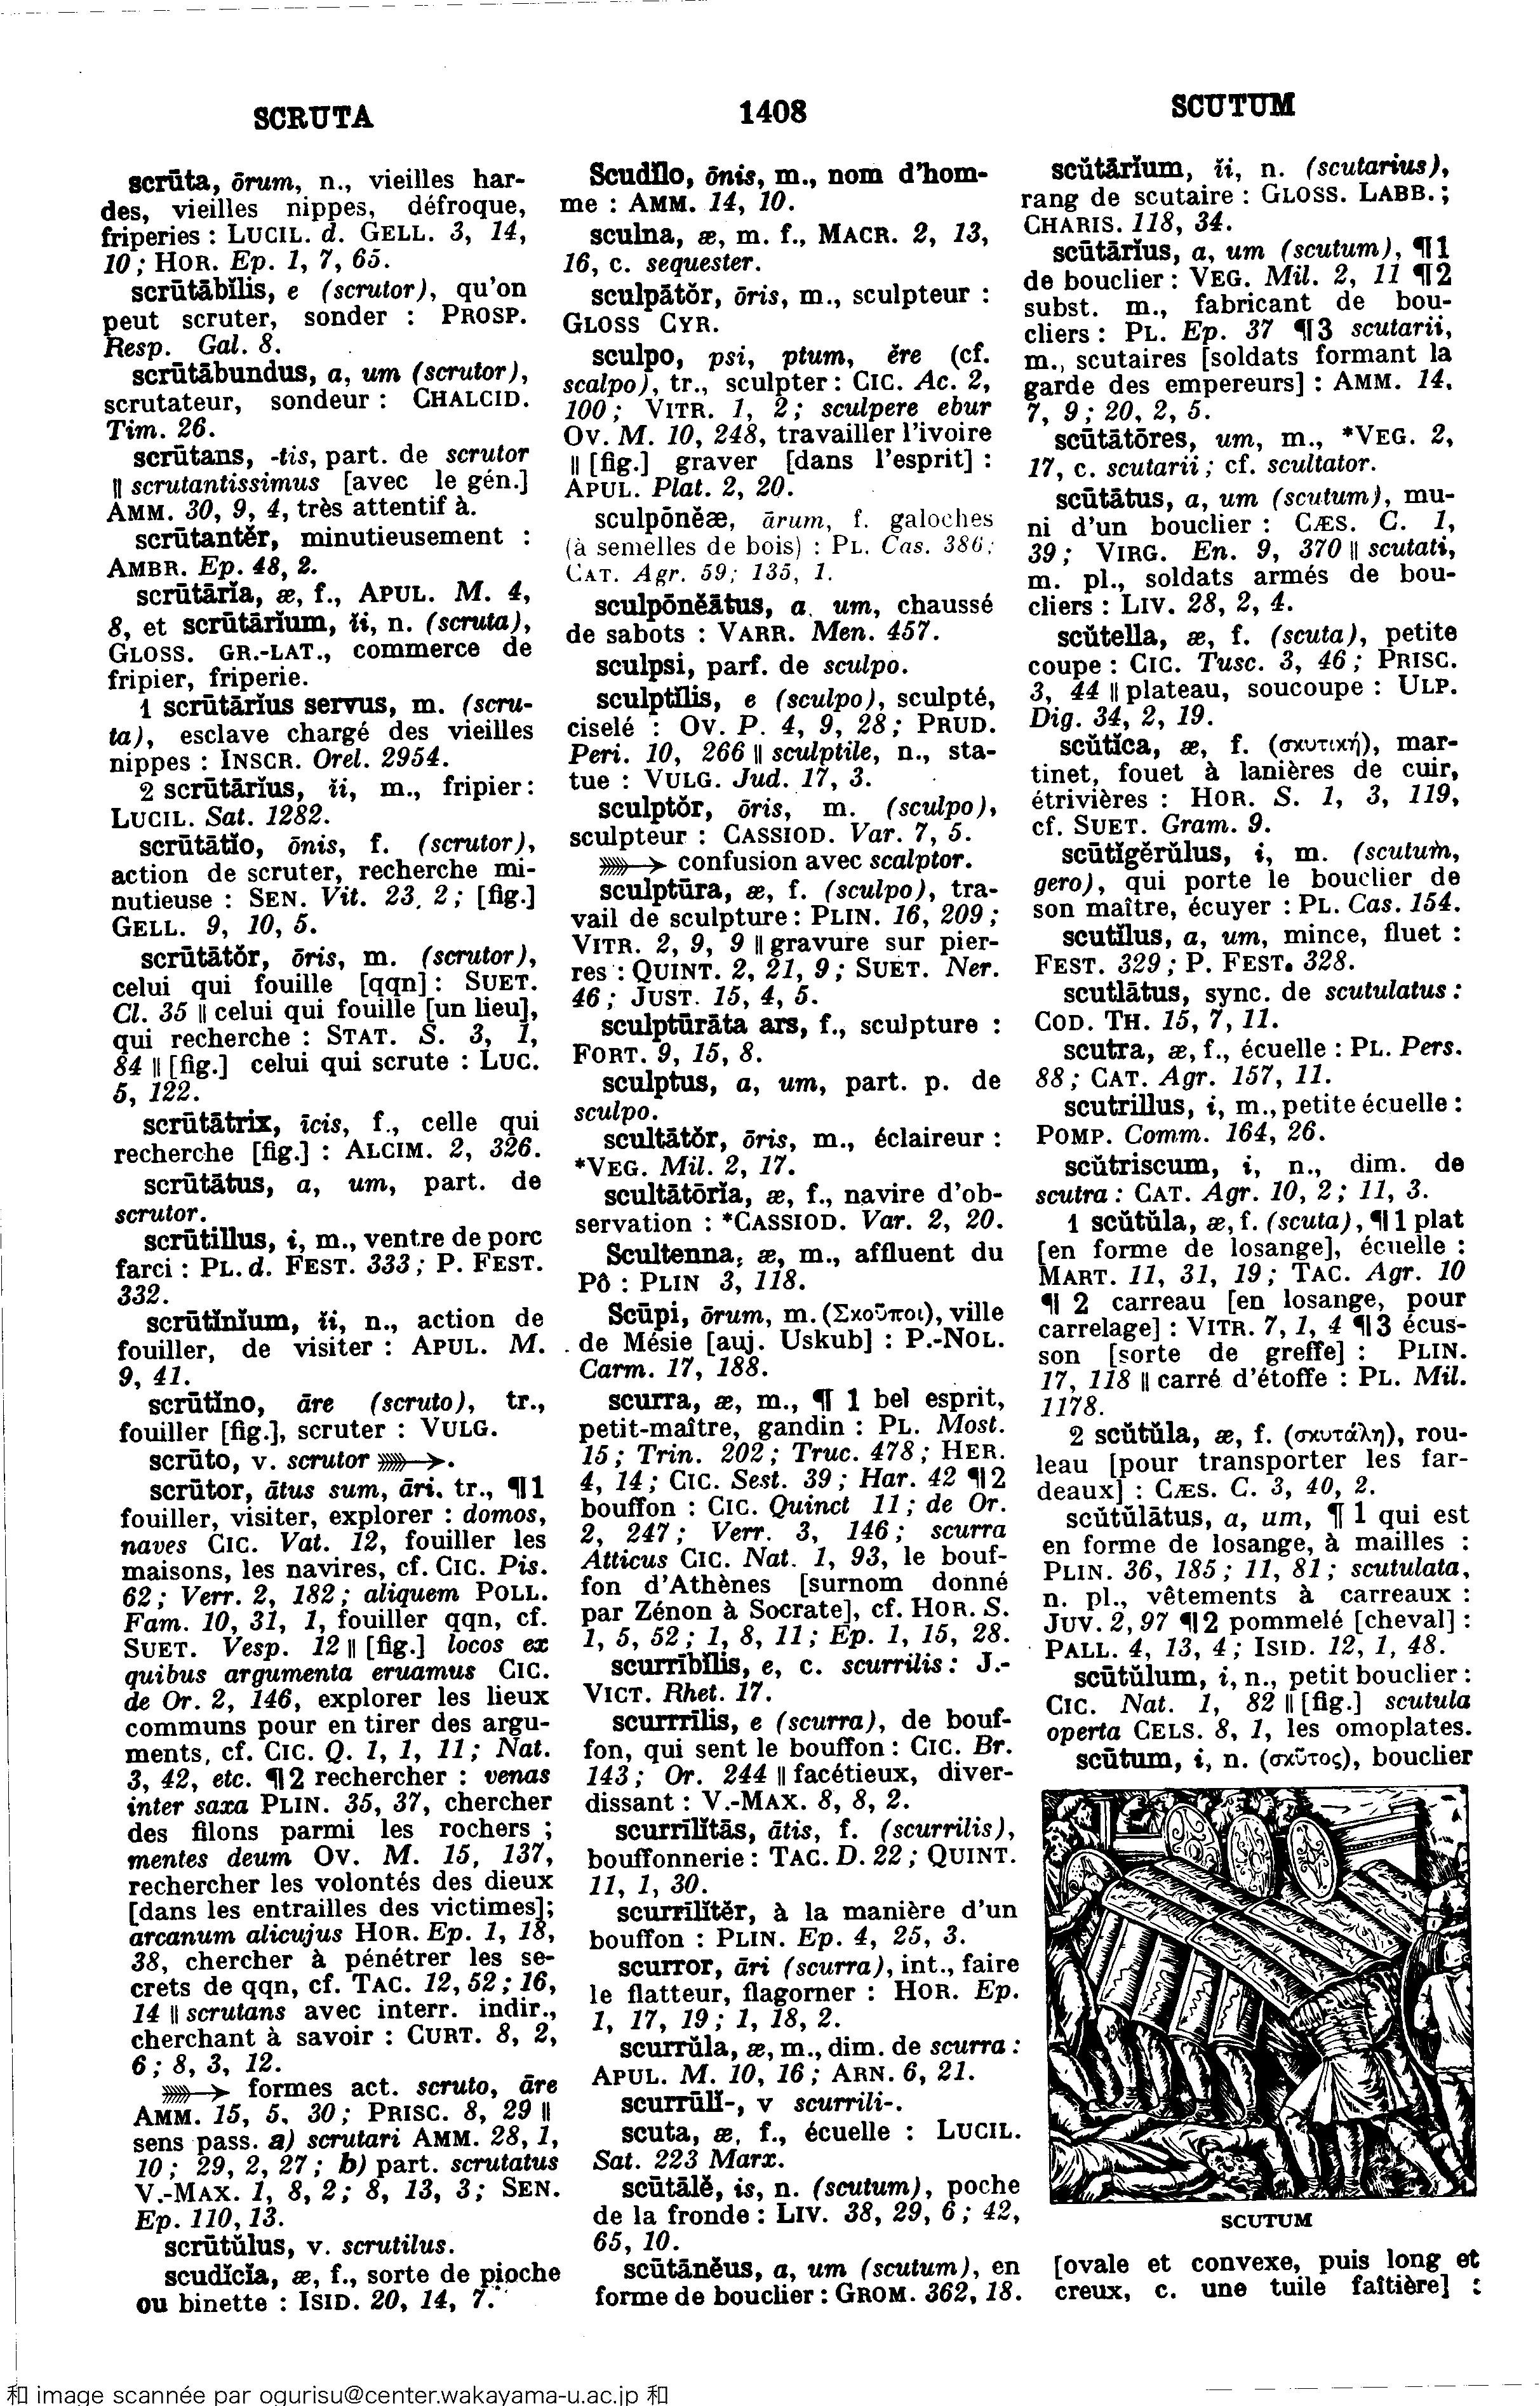 SCRUTA
1408
SCUTUM
scrūta, ōrum, n., vieilles har-
des, vieilles nippes, défroque,
friperies : LUCIL. d. GELL. 3, 14,
10 ; HOR. Ep. 1, 7, 65.
scrūtābĭlis, e (scrutor), qu'on
peut scruter, sonder : PROSP.
Resp. Gal. 8.
scrūtābundus, a, um (scrutor),
scrutateur, sondeur : CHALCID.
Tim. 26.
scrūtans, -tis, part. de scrutor
|| scrutantissimus [avec le gén.]
AMM. 30, 9, 4, très attentif à.
scrūtantĕr, minutieusement :
AMBR. Ep. 48, 2.
scrūtārĭa, æ, f., APUL. M. 4,
8, et scrūtārĭum, ĭi, n. (scruta),
GLOSS. GR.-LAT., commerce de
fripier, friperie.
1 scrūtārĭus servus, m. (scru-
ta), esclave chargé des vieilles
nippes : INSCR. Orel. 2954.
2 scrūtārĭus, ĭi, m., fripier :
LUCIL. Sat. 1282.
scrūtātĭo, ōnis, f. (scrutor),
action de scruter, recherche mi-
nutieuse : SEN. Vit. 23, 2 ; [fig.]
GELL. 9, 10, 5.
scrūtātŏr, ōris, m. (scrutor),
celui qui fouille [qqn] : SUET.
Cl. 35 || celui qui fouille [un lieu],
qui recherche : STAT. S. 3, 1,
84 || [fig.] celui qui scrute : LUC.
5, 122.
scrūtātrix, īcis, f., celle qui
recherche [fig.] : ALCIM. 2, 326.
scrūtātus, a, um, part. de
scrutor.
scrūtillus, i, m., ventre de porc
farci : PL. d. FEST. 333 ; P. FEST.
332.
scrūtĭnĭum, ĭi, n., action de
fouiller, de visiter : APUL. M.
9, 41.
scrūtĭno, āre (scruto), tr.,
fouiller [fig.], scruter : VULG.
scrūto, v. scrutor ⟫→.
scrūtor, ātus sum, āri, tr., ¶ 1
fouiller, visiter, explorer : domos,
naves CIC. Vat. 12, fouiller les
maisons, les navires, cf. CIC. Pis.
62 ; Verr. 2, 182 ; aliquem POLL.
Fam. 10, 31, 1, fouiller qqn, cf.
SUET. Vesp. 12 || [fig.] locos ex
quibus argumenta eruamus CIC.
de Or. 2, 146, explorer les lieux
communs pour en tirer des argu-
ments, cf. CIC. Q. 1, 1, 11 ; Nat.
3, 42, etc. ¶ 2 rechercher : venas
inter saxa PLIN. 35, 37, chercher
des filons parmi les rochers ;
mentes deum OV. M. 15, 137,
rechercher les volontés des dieux
[dans les entrailles des victimes];
arcanum alicujus HOR. Ep. 1, 18,
38, chercher à pénétrer les se-
crets de qqn, cf. TAC. 12, 52 ; 16,
14 || scrutans avec interr. indir.,
cherchant à savoir : CURT. 8, 2,
6 ; 8, 3, 12.
⟫→ formes act. scruto, āre
AMM. 15, 5, 30 ; PRISC. 8, 29 ||
sens pass. a) scrutari AMM. 28, 1,
10 ; 29, 2, 27 ; b) part. scrutatus
V.-MAX. 1, 8, 2 ; 8, 13, 3 ; SEN.
Ep. 110, 13.
scrūtŭlus, v. scrutilus.
scudĭcĭa, æ, f., sorte de pioche
ou binette : ISID. 20, 14, 7.
Scudĭlo, ōnis, m., nom d'hom-
me : AMM. 14, 10.
sculna, æ, m. f., MACR. 2, 13,
16, c. sequester.
sculpātŏr, ōris, m., sculpteur :
GLOSS CYR.
sculpo, psi, ptum, ĕre (cf.
scalpo), tr., sculpter : CIC. Ac. 2,
100 ; VITR. 1, 2 ; sculpere ebur
OV. M. 10, 248, travailler l'ivoire
|| [fig.] graver [dans l'esprit] :
APUL. Plat. 2, 20.
sculpōnĕæ, ārum, f. galoches
(à semelles de bois) : PL. Cas. 386;
CAT. Agr. 59; 135, 1.
sculpōnĕātus, a, um, chaussé
de sabots : VARR. Men. 457.
sculpsi, parf. de sculpo.
sculptĭlis, e (sculpo), sculpté,
ciselé : OV. P. 4, 9, 28 ; PRUD.
Peri. 10, 266 || sculptile, n., sta-
tue : VULG. Jud. 17, 3.
sculptŏr, ōris, m. (sculpo),
sculpteur : CASSIOD. Var. 7, 5.
⟫→ confusion avec scalptor.
sculptūra, æ, f. (sculpo), tra-
vail de sculpture : PLIN. 16, 209 ;
VITR. 2, 9, 9 || gravure sur pier-
res : QUINT. 2, 21, 9 ; SUET. Ner.
46 ; JUST. 15, 4, 5.
sculptūrāta ars, f., sculpture :
FORT. 9, 15, 8.
sculptus, a, um, part. p. de
sculpo.
scultātŏr, ōris, m., éclaireur :
*VEG. Mil. 2, 17.
scultātōrĭa, æ, f., navire d'ob-
servation : *CASSIOD. Var. 2, 20.
Scultenna, æ, m., affluent du
Pô : PLIN 3, 118.
Scūpi, ōrum, m. (Σκοῦποι), ville
de Mésie [auj. Uskub] : P.-NOL.
Carm. 17, 188.
scurra, æ, m., ¶ 1 bel esprit,
petit-maître, gandin : PL. Most.
15 ; Trin. 202 ; Truc. 478 ; HER.
4, 14 ; CIC. Sest. 39 ; Har. 42 ¶ 2
bouffon : CIC. Quinct 11 ; de Or.
2, 247 ; Verr. 3, 146 ; scurra
Atticus CIC. Nat. 1, 93, le bouf-
fon d'Athènes [surnom donné
par Zénon à Socrate], cf. HOR. S.
1, 5, 52 ; 1, 8, 11 ; Ep. 1, 15, 28.
scurrĭbĭlis, e, c. scurrilis : J.-
VICT. Rhet. 17.
scurrrīlis, e (scurra), de bouf-
fon, qui sent le bouffon : CIC. Br.
143 ; Or. 244 || facétieux, diver-
dissant : V.-MAX. 8, 8, 2.
scurrīlĭtās, ātis, f. (scurrilis),
bouffonnerie : TAC. D. 22 ; QUINT.
11, 1, 30.
scurrīlĭtĕr, à la manière d'un
bouffon : PLIN. Ep. 4, 25, 3.
scurror, āri (scurra), int., faire
le flatteur, flagorner : HOR. Ep.
1, 17, 19 ; 1, 18, 2.
scurrŭla, æ, m., dim. de scurra :
APUL. M. 10, 16 ; ARN. 6, 21.
scurrūlĭ-, v scurrili-.
scuta, æ, f., écuelle : LUCIL.
Sat. 223 Marx.
scūtālĕ, is, n. (scutum), poche
de la fronde : LIV. 38, 29, 6 ; 42,
65, 10.
scūtānĕus, a, um (scutum), en
forme de bouclier : GROM. 362, 18.
scūtārĭum, ĭi, n. (scutarius),
rang de scutaire : GLOSS. LABB. ;
CHARIS. 118, 34.
scūtārĭus, a, um (scutum), ¶ 1
de bouclier : VEG. Mil. 2, 11 ¶ 2
subst. m., fabricant de bou-
cliers : PL. Ep. 37 ¶ 3 scutarii,
m., scutaires [soldats formant la
garde des empereurs] : AMM. 14,
7, 9 ; 20, 2, 5.
scūtātōres, um, m., *VEG. 2,
17, c. scutarii ; cf. scultator.
scūtātus, a, um (scutum), mu-
ni d'un bouclier : CÆS. C. 1,
39 ; VIRG. En. 9, 370 || scutati,
m. pl., soldats armés de bou-
cliers : LIV. 28, 2, 4.
scŭtella, æ, f. (scuta), petite
coupe : CIC. Tusc. 3, 46 ; PRISC.
3, 44 || plateau, soucoupe : ULP.
Dig. 34, 2, 19.
scŭtĭca, æ, f. (σκυτική), mar-
tinet, fouet à lanières de cuir,
étrivières : HOR. S. 1, 3, 119,
cf. SUET. Gram. 9.
scūtĭgĕrŭlus, i, m. (scutum,
gero), qui porte le bouclier de
son maître, écuyer : PL. Cas. 154.
scutĭlus, a, um, mince, fluet :
FEST. 329 ; P. FEST. 328.
scutlātus, sync. de scutulatus :
COD. TH. 15, 7, 11.
scutra, æ, f., écuelle : PL. Pers.
88 ; CAT. Agr. 157, 11.
scutrillus, i, m., petite écuelle :
POMP. Comm. 164, 26.
scŭtriscum, i, n., dim. de
scutra : CAT. Agr. 10, 2 ; 11, 3.
1 scŭtŭla, æ, f. (scuta), ¶ 1 plat
[en forme de losange], écuelle :
MART. 11, 31, 19 ; TAC. Agr. 10
¶ 2 carreau [en losange, pour
carrelage] : VITR. 7, 1, 4 ¶ 3 écus-
son [sorte de greffe] : PLIN.
17, 118 || carré d'étoffe : PL. Mil.
1178.
2 scŭtŭla, æ, f. (σκυτάλη), rou-
leau [pour transporter les far-
deaux] : CÆS. C. 3, 40, 2.
scŭtŭlātus, a, um, ¶ 1 qui est
en forme de losange, à mailles :
PLIN. 36, 185 ; 11, 81 ; scutulata,
n. pl., vêtements à carreaux :
JUV. 2, 97 ¶ 2 pommelé [cheval] :
PALL. 4, 13, 4 ; ISID. 12, 1, 48.
scūtŭlum, i, n., petit bouclier :
CIC. Nat. 1, 82 || [fig.] scutula
operta CELS. 8, 1, les omoplates.
scūtum, i, n. (σκῦτος), bouclier
SCUTUM
[ovale et convexe, puis long et
creux, c. une tuile faîtière] :
和 image scannée par ogurisu@center.wakayama-u.ac.jp 和